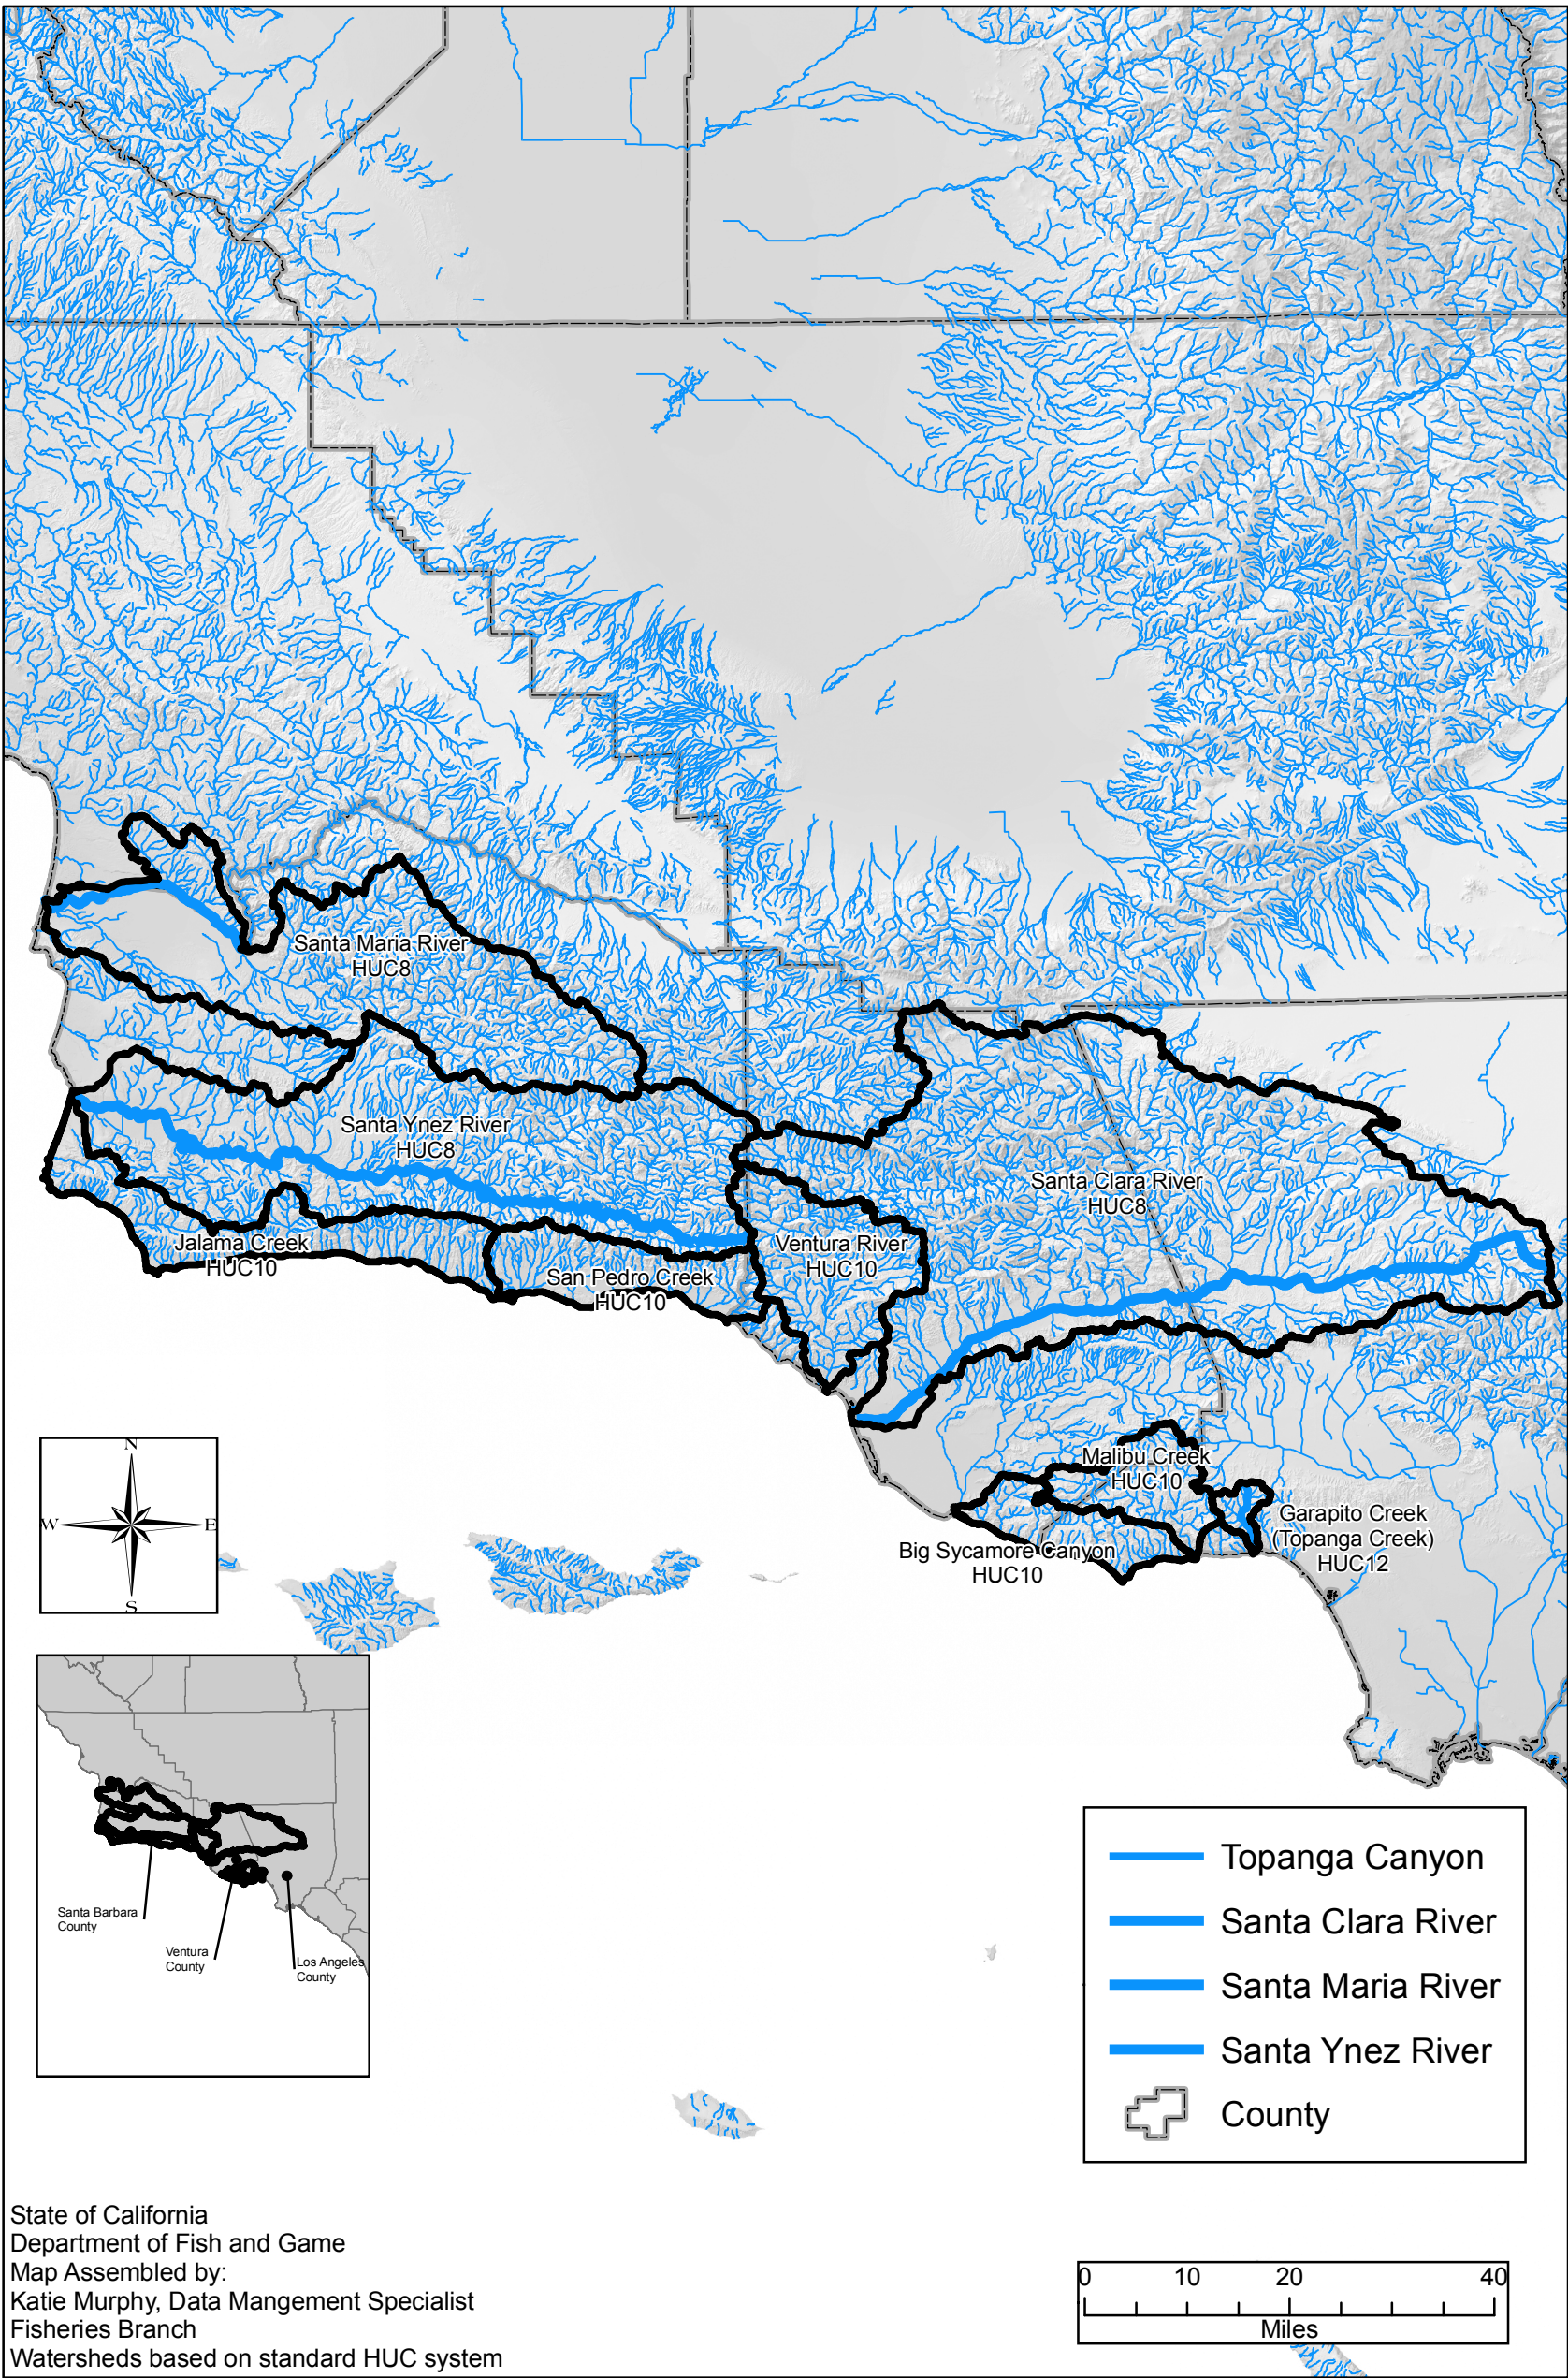 Santa Maria River
HUC8
Santa Ynez River
HUC8
Santa Clara River
HUC8
Jalama Creek
HUC10
San Pedro Creek
HUC10
Ventura River
HUC10
Malibu Creek
HUC10
Garapito Creek
(Topanga Creek)
HUC12
Big Sycamore Canyon
HUC10
N
W
E
S
Santa Barbara
County
Ventura
County
Los Angeles
County
Topanga Canyon
Santa Clara River
Santa Maria River
Santa Ynez River
County
State of California
Department of Fish and Game
Map Assembled by:
Katie Murphy, Data Mangement Specialist
Fisheries Branch
Watersheds based on standard HUC system
0 10 20 40
Miles